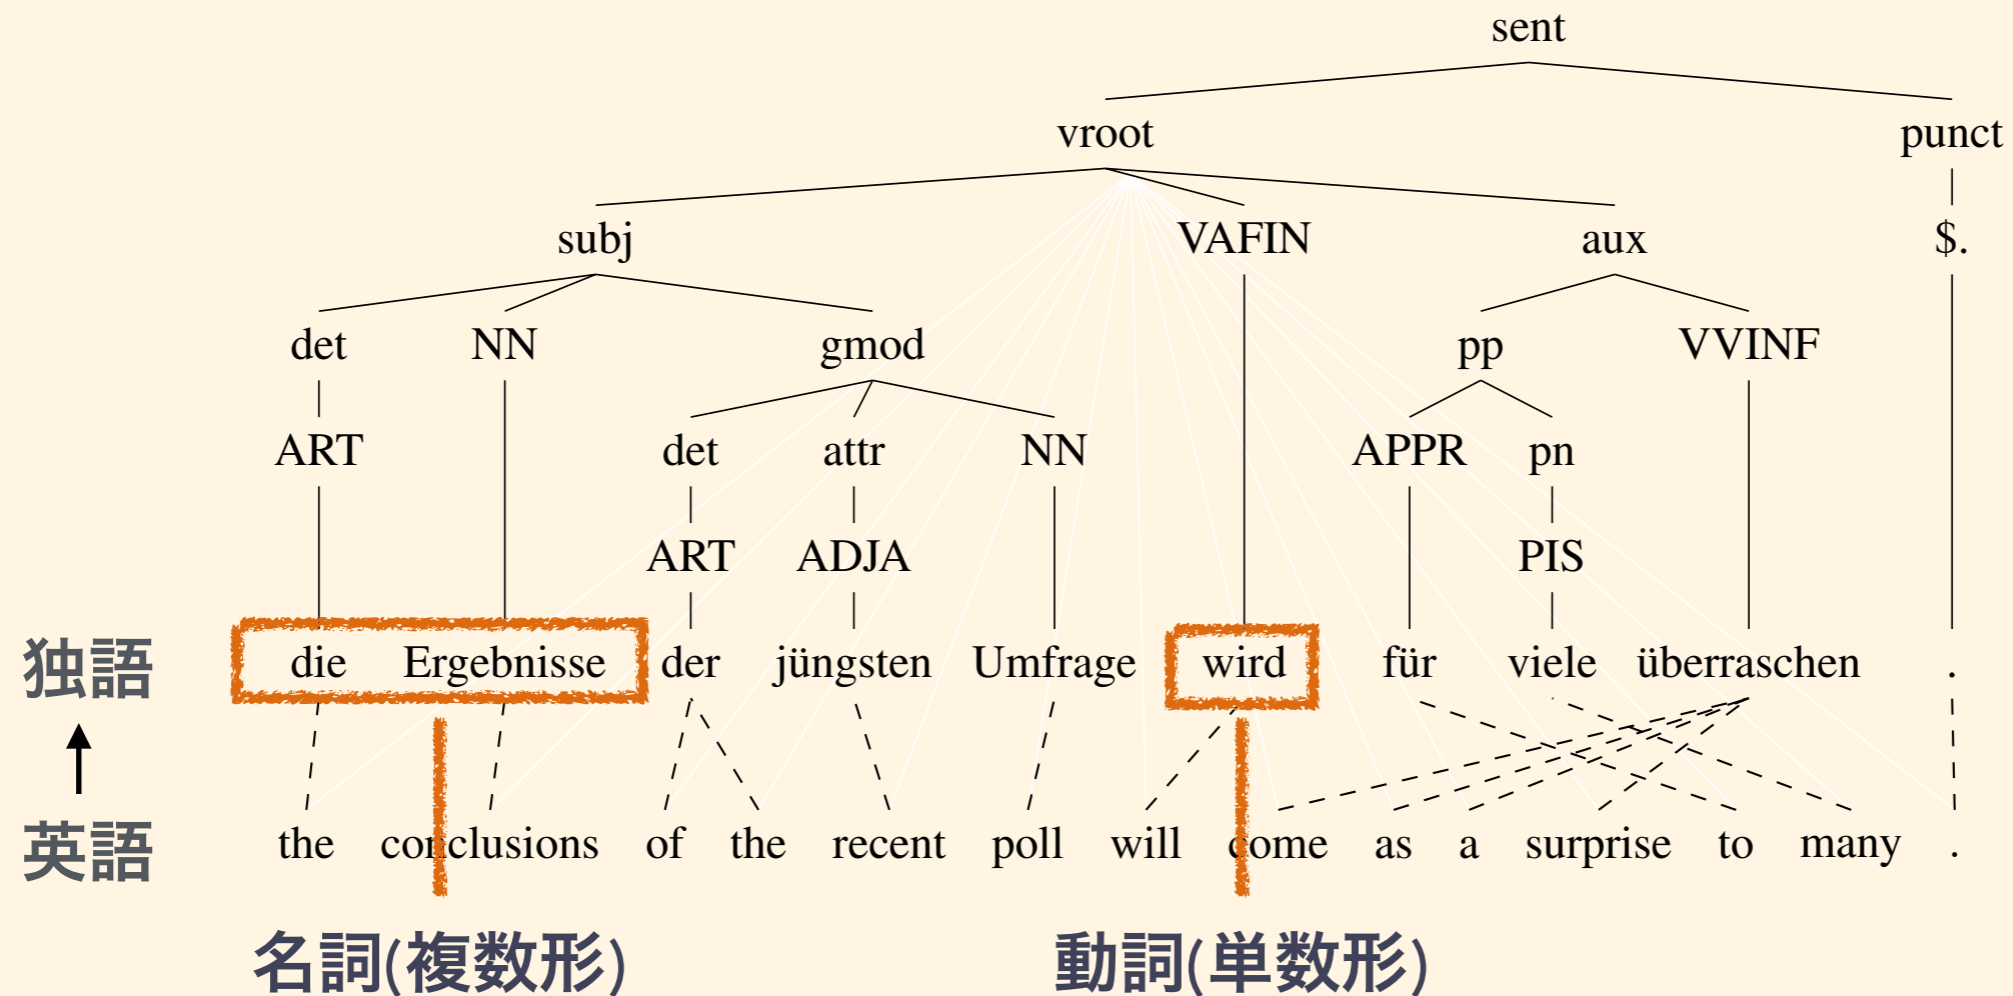 sent
vroot punct
subj VAFIN aux $.
det NN gmod pp VVINF
ART det attr NN APPR pn
ART ADJA PIS
独語 die Ergebnisse der jüngsten Umfrage wird für viele überraschen .
英語 the conclusions of the recent poll will come as a surprise to many .
名詞(複数形) 動詞(単数形)